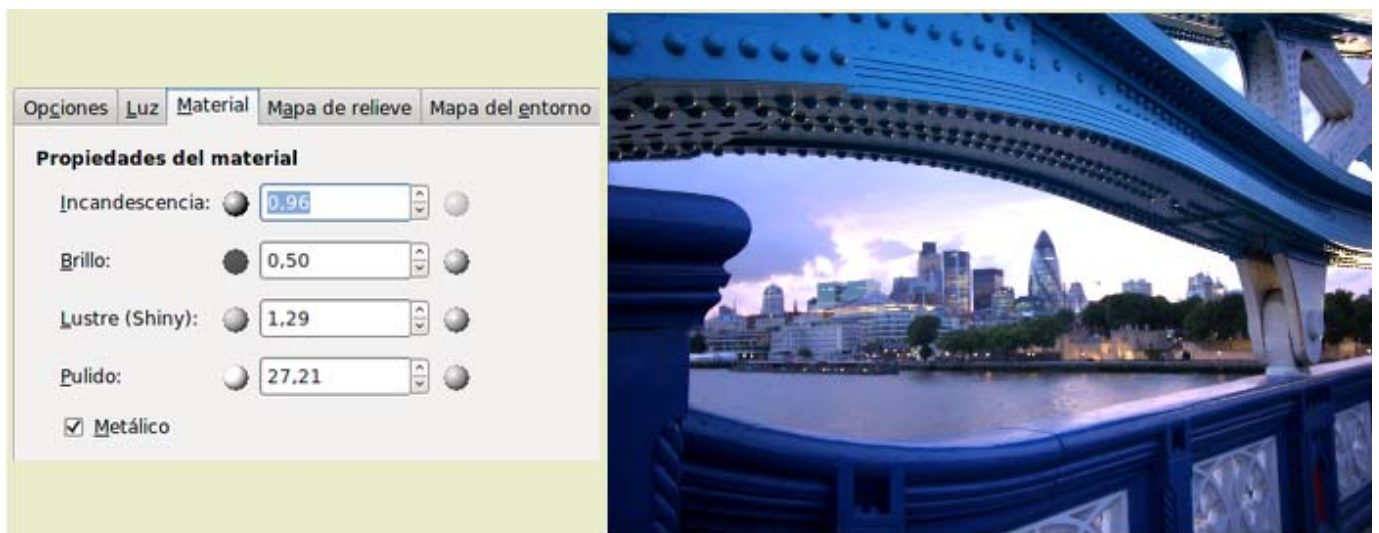 Opciones Luz Material Mapa de relieve Mapa del entorno
Propiedades del material
Incandescencia: 0,96
Brillo: 0,50
Lustre (Shiny): 1,29
Pulido: 27,21
Metálico